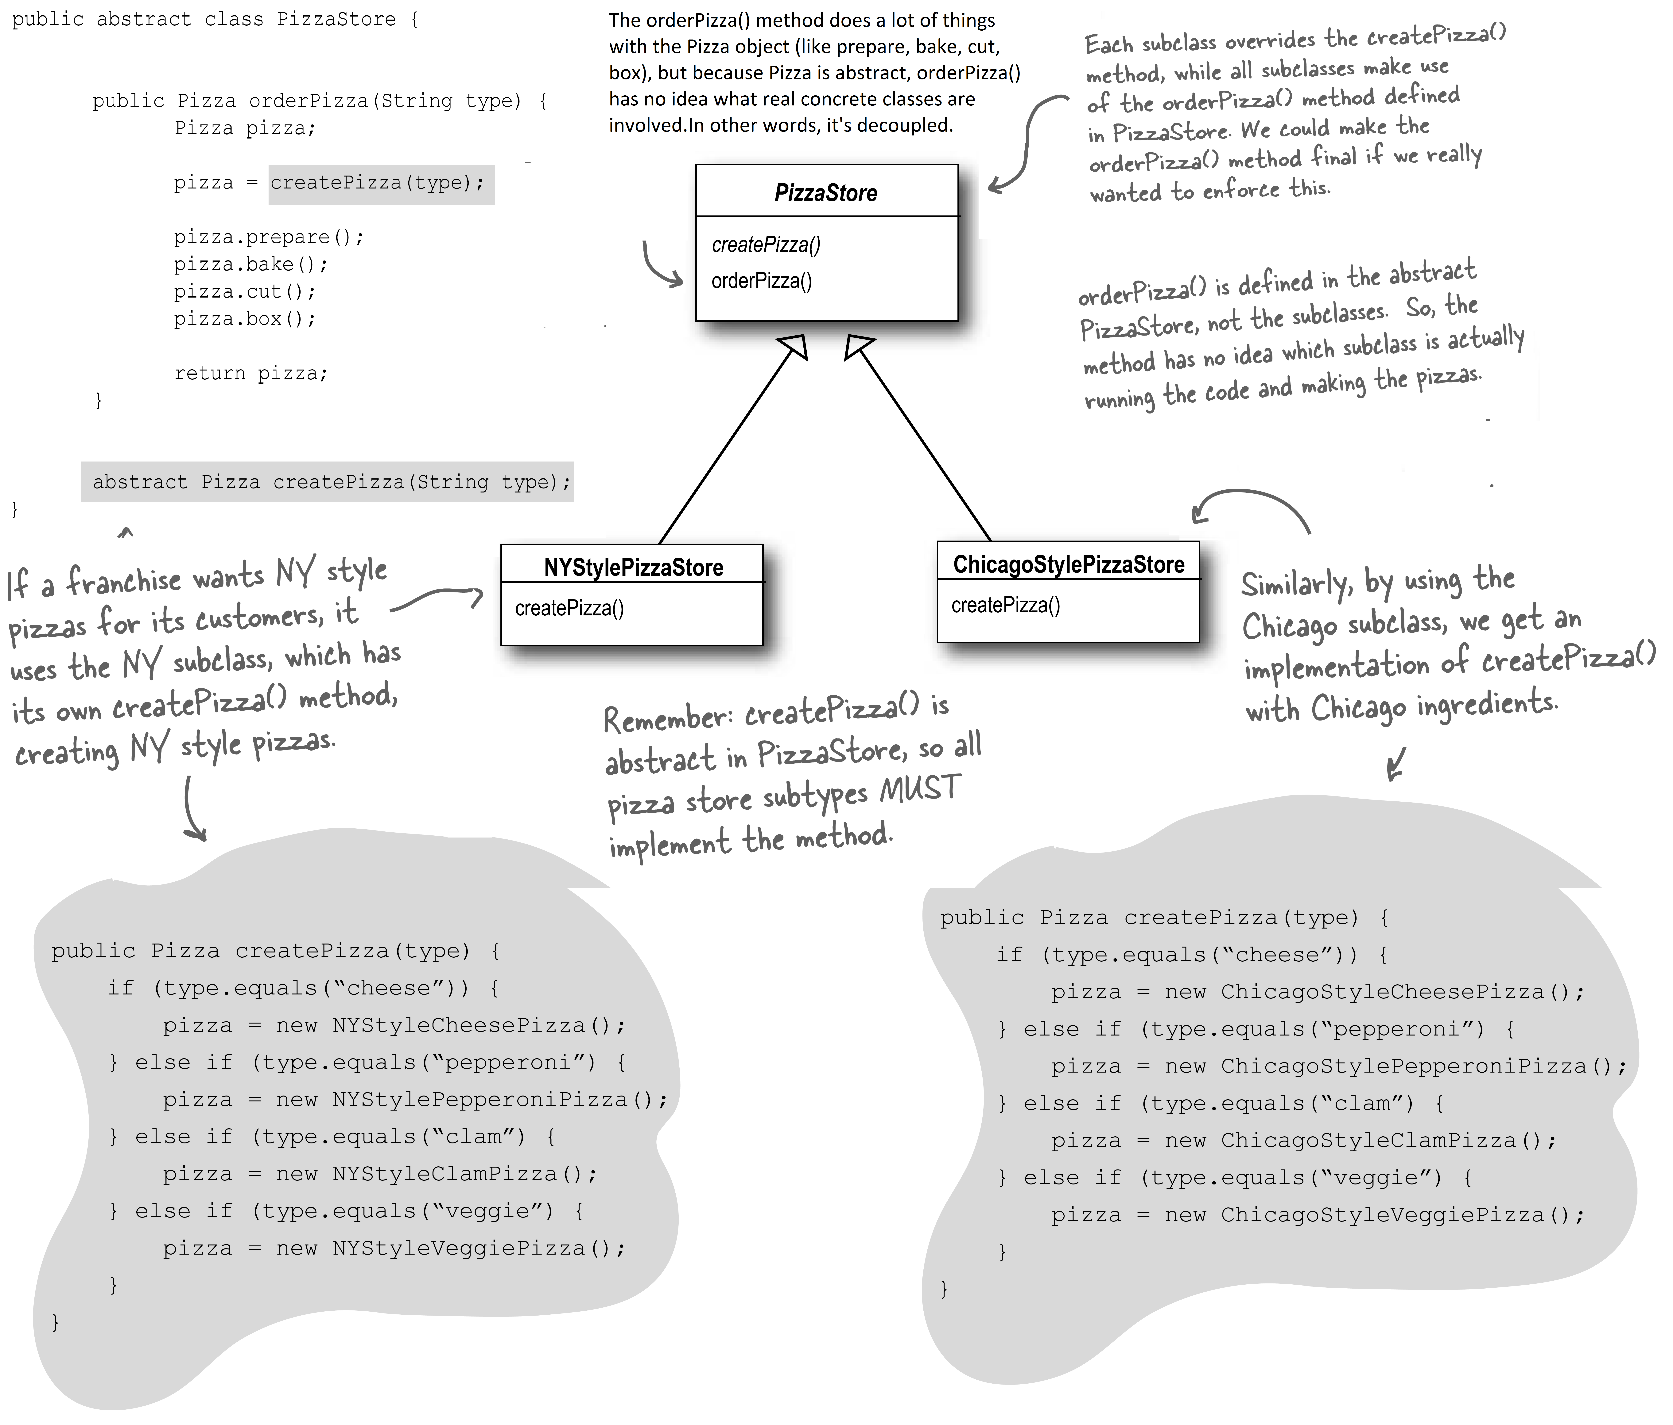 public abstract class PizzaStore {
public Pizza orderPizza(String type) {
Pizza pizza;
pizza = createPizza(type);
pizza.prepare();
pizza.bake();
pizza.cut();
pizza.box();
return pizza;
}
abstract Pizza createPizza(String type);
}
The orderPizza() method does a lot of things
with the Pizza object (like prepare, bake, cut,
box), but because Pizza is abstract, orderPizza()
has no idea what real concrete classes are
involved.In other words, it's decoupled.
Each subclass overrides the createPizza()
method, while all subclasses make use
of the orderPizza() method defined
in PizzaStore. We could make the
orderPizza() method final if we really
wanted to enforce this.
PizzaStore
createPizza()
orderPizza()
orderPizza() is defined in the abstract
PizzaStore, not the subclasses. So, the
method has no idea which subclass is actually
running the code and making the pizzas.
If a franchise wants NY style
pizzas for its customers, it
uses the NY subclass, which has
its own createPizza() method,
creating NY style pizzas.
NYStylePizzaStore
createPizza()
ChicagoStylePizzaStore
createPizza()
Similarly, by using the
Chicago subclass, we get an
implementation of createPizza()
with Chicago ingredients.
Remember: createPizza() is
abstract in PizzaStore, so all
pizza store subtypes MUST
implement the method.
public Pizza createPizza(type) {
if (type.equals(“cheese”)) {
pizza = new NYStyleCheesePizza();
} else if (type.equals(“pepperoni”) {
pizza = new NYStylePepperoniPizza();
} else if (type.equals(“clam”) {
pizza = new NYStyleClamPizza();
} else if (type.equals(“veggie”) {
pizza = new NYStyleVeggiePizza();
}
}
public Pizza createPizza(type) {
if (type.equals(“cheese”)) {
pizza = new ChicagoStyleCheesePizza();
} else if (type.equals(“pepperoni”) {
pizza = new ChicagoStylePepperoniPizza();
} else if (type.equals(“clam”) {
pizza = new ChicagoStyleClamPizza();
} else if (type.equals(“veggie”) {
pizza = new ChicagoStyleVeggiePizza();
}
}